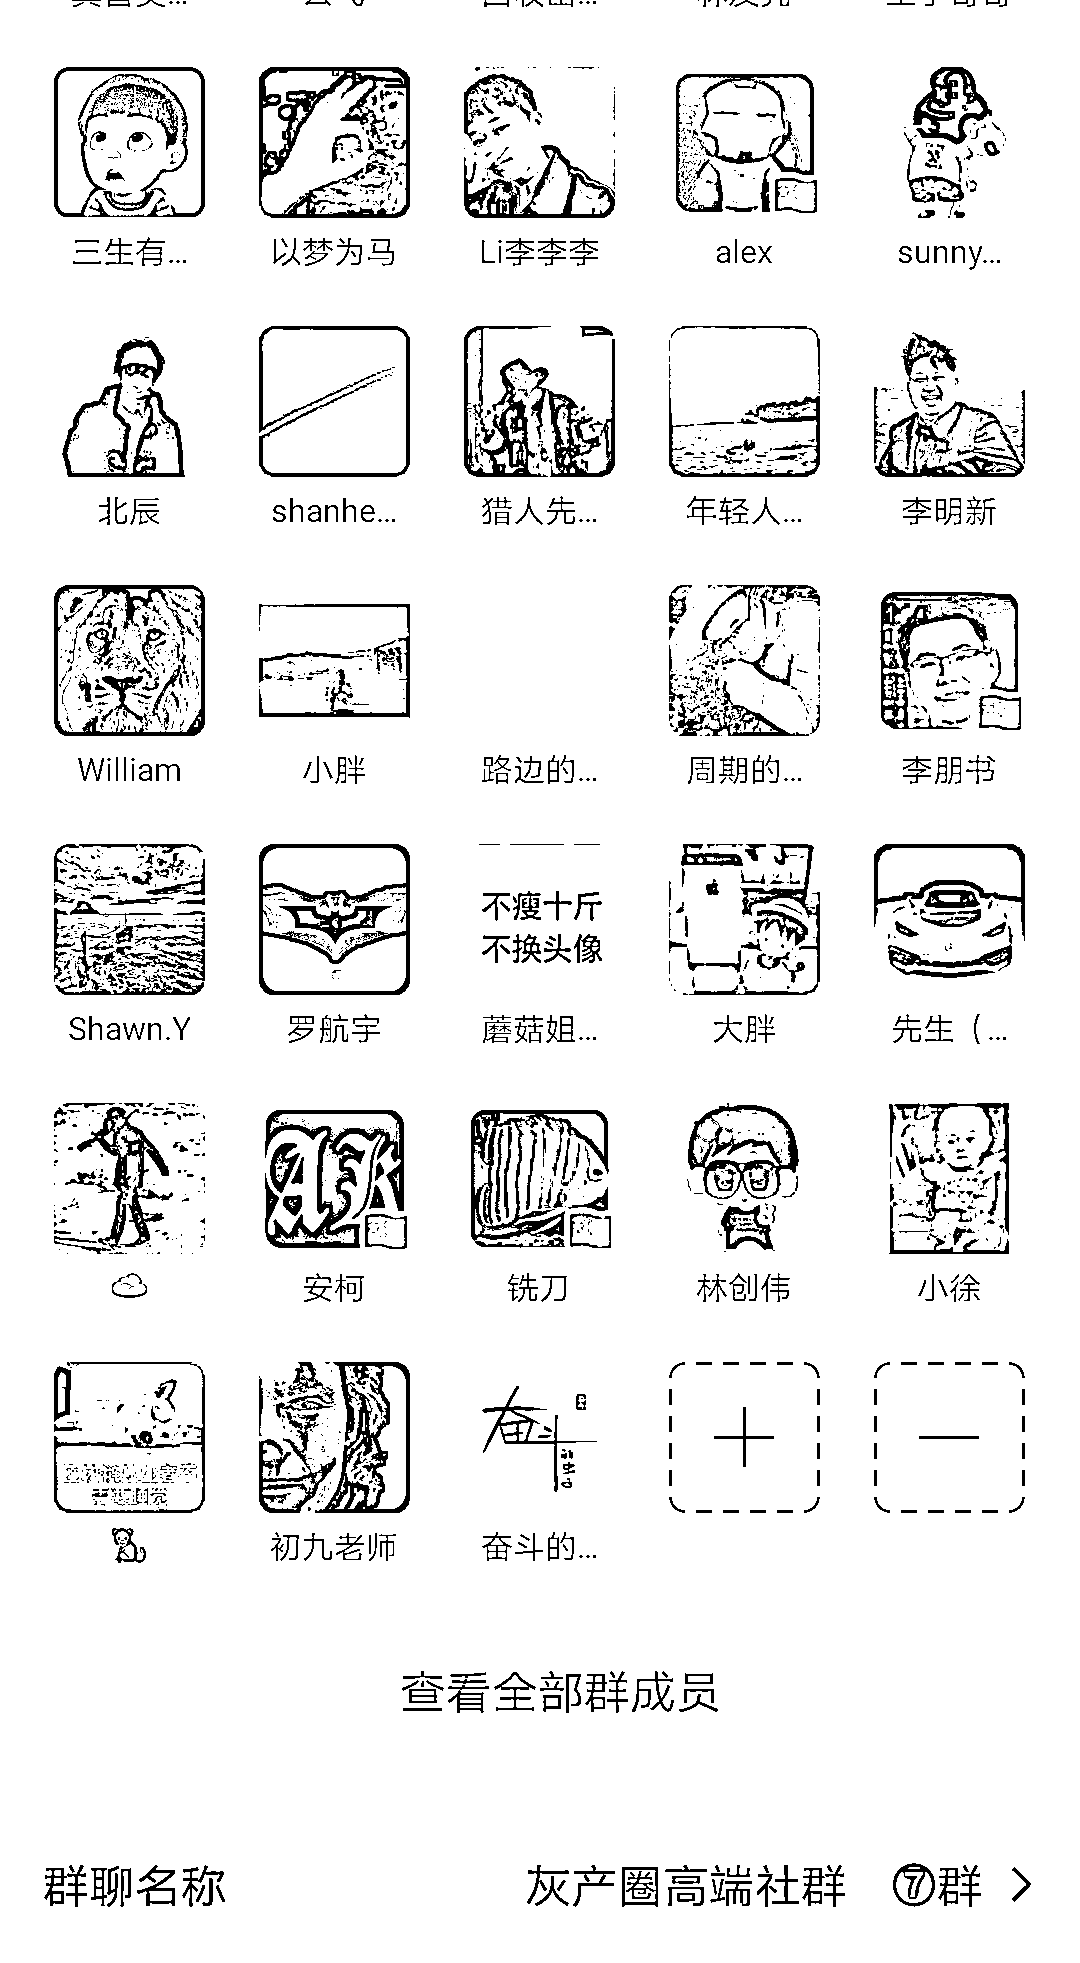 三生有...
以梦为马
Li李李李
alex
sunny...
北辰
shanhe...
猎人先...
年轻人...
李明新
William
小胖
路边的...
周期的...
李朋书
不瘦十斤
不换头像
Shawn.Y
罗航宇
蘑菇姐...
大胖
先生（...
AK
安柯
铣刀
林创伟
小徐
奋斗
初九老师
奋斗的...
查看全部群成员
群聊名称
灰产圈高端社群 ⑦群